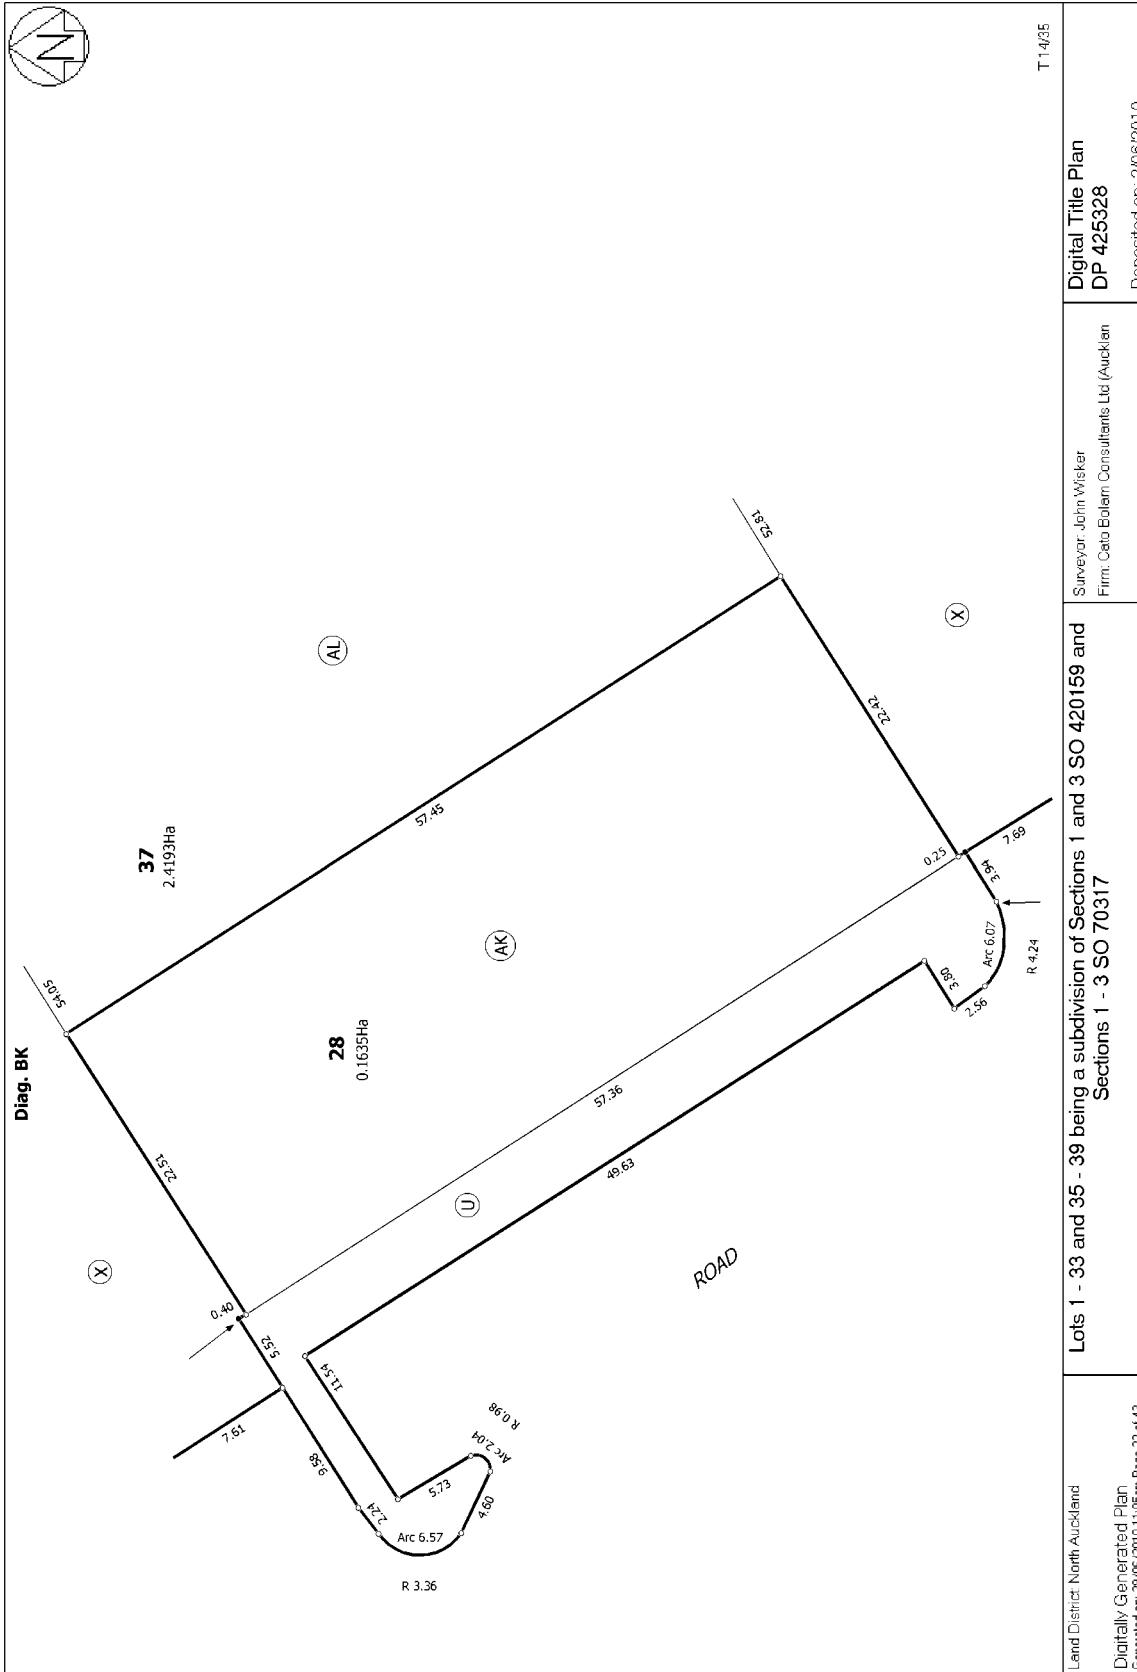 Diag. BK
N
54.05
37
2.4193Ha
AL
57.45
22.51
X
28
0.1635Ha
AK
52.81
0.40
5.52
7.61
9.58
2.24
Arc 6.57
R 3.36
4.60
Arc 2.04
R 0.98
5.73
11.54
U
57.36
49.63
ROAD
22.42
X
0.25
7.69
3.94
3.80
2.56
Arc 6.07
R 4.24
T 14/35
Land District: North Auckland
Digitally Generated Plan
Lots 1 - 33 and 35 - 39 being a subdivision of Sections 1 and 3 SO 420159 and
Sections 1 - 3 SO 70317
Surveyor: John Wisker
Firm: Cato Bolam Consultants Ltd (Aucklan
Digital Title Plan
DP 425328